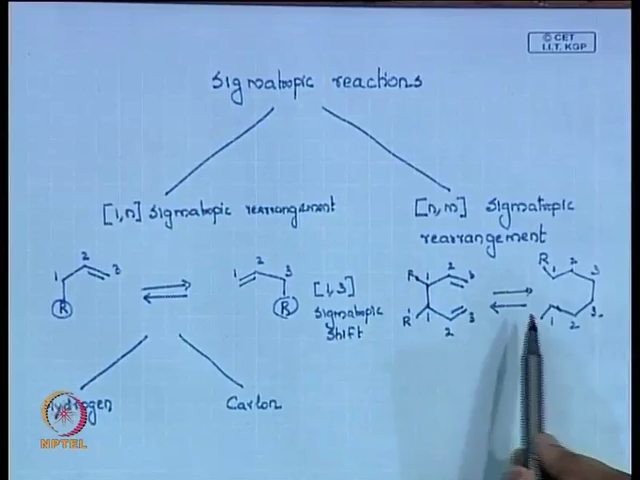 © CET
I.I.T. KGP
Sigmatropic reactions
[1,n] sigmatropic rearrangement
[n,m] sigmatropic
rearrangement
1 2 3
R
1 2 3
R
[1,3]
sigmatropic
shift
R 1 2 3
R' 1 2 3
R 1 2 3
1 2 3
Hydrogen
Carbon
NPTEL